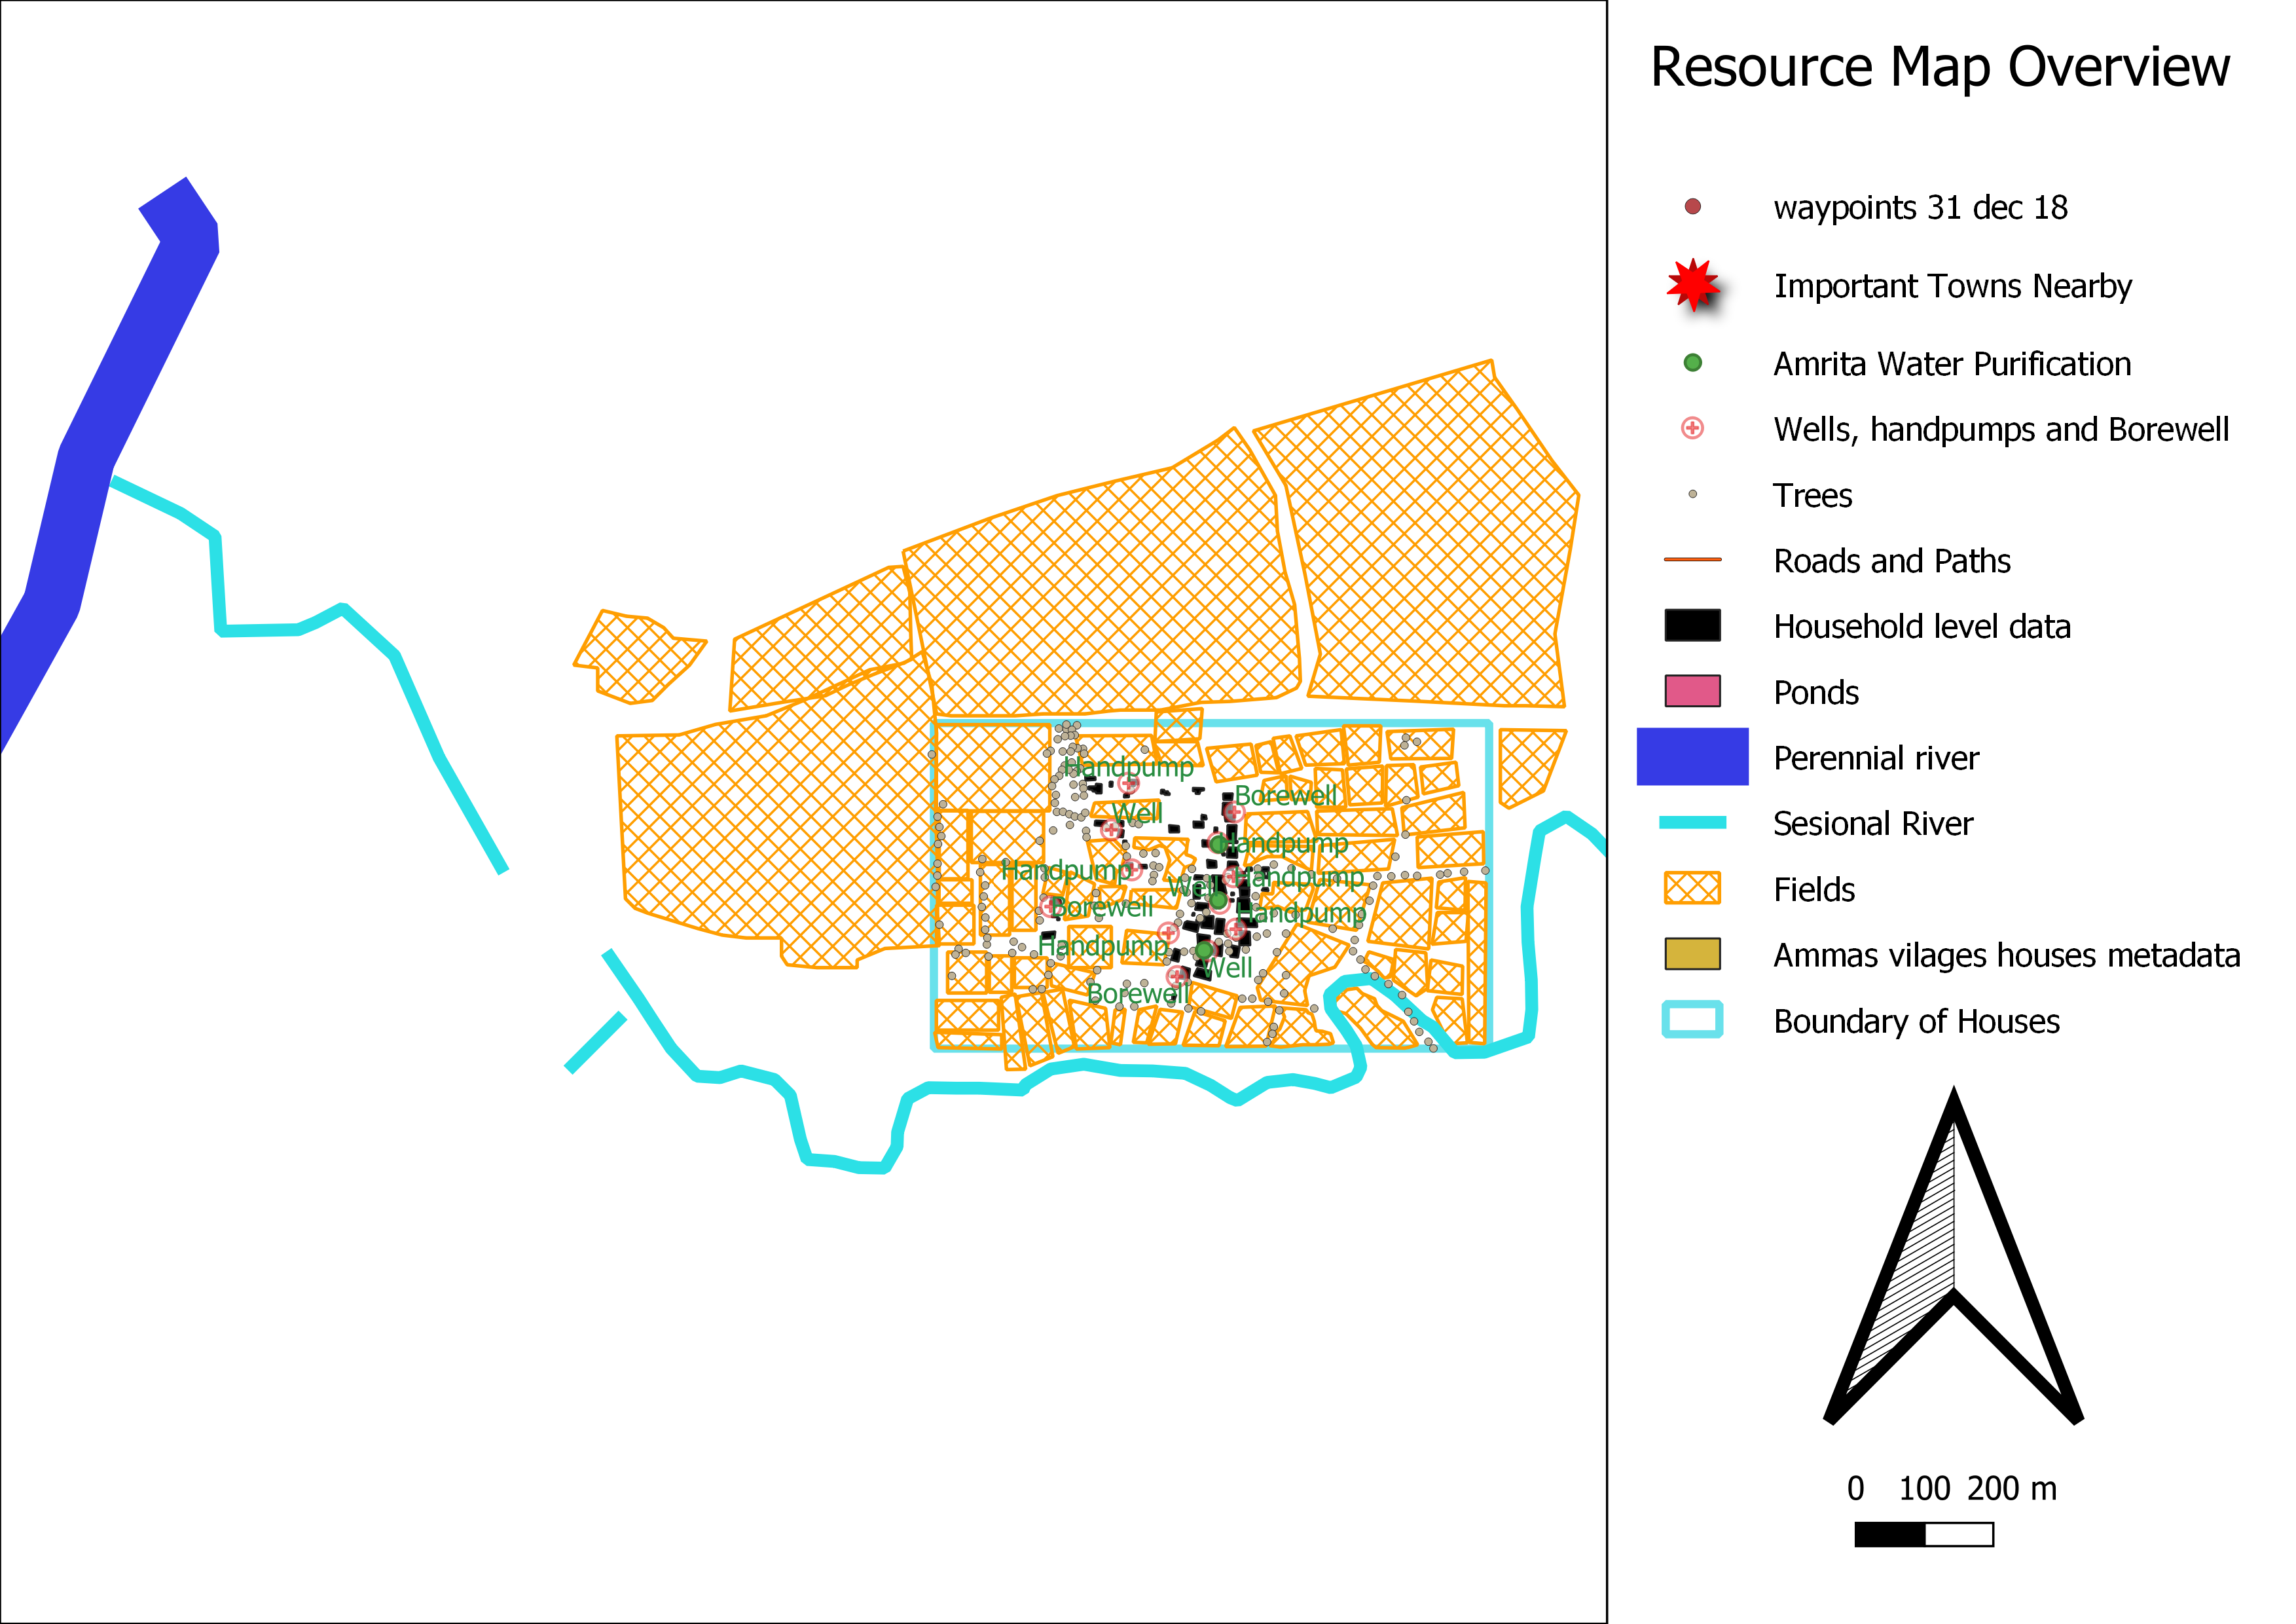 Resource Map Overview
waypoints 31 dec 18
Important Towns Nearby
Amrita Water Purification
Wells, handpumps and Borewell
Trees
Roads and Paths
Household level data
Ponds
Perennial river
Sesional River
Fields
Ammas vilages houses metadata
Boundary of Houses
0 100 200 m
Handpump
Borewell
Well
Handpump
Handpump
Handpump
Well
Borewell
Handpump
Handpump
Well
Borewell